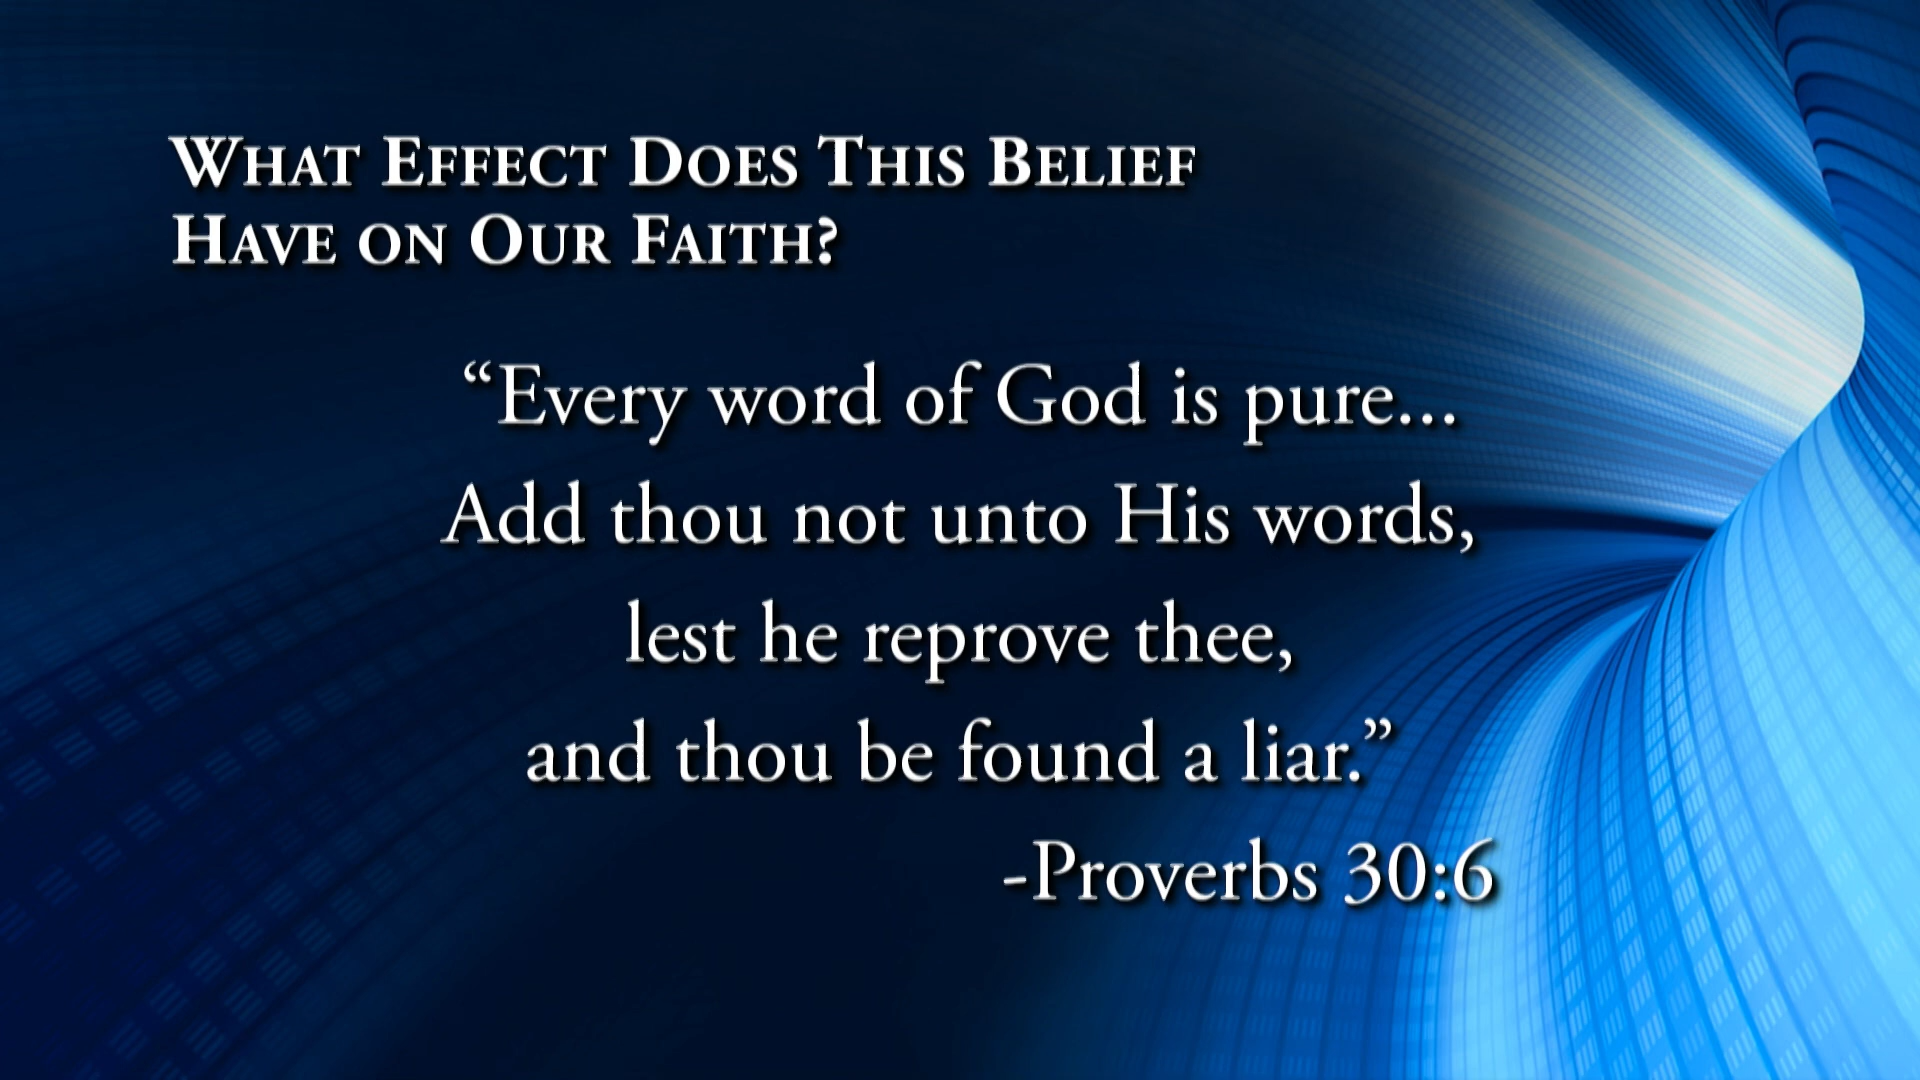 What Effect Does This Belief
Have on Our Faith?
“Every word of God is pure...
Add thou not unto His words,
lest he reprove thee,
and thou be found a liar.”
-Proverbs 30:6